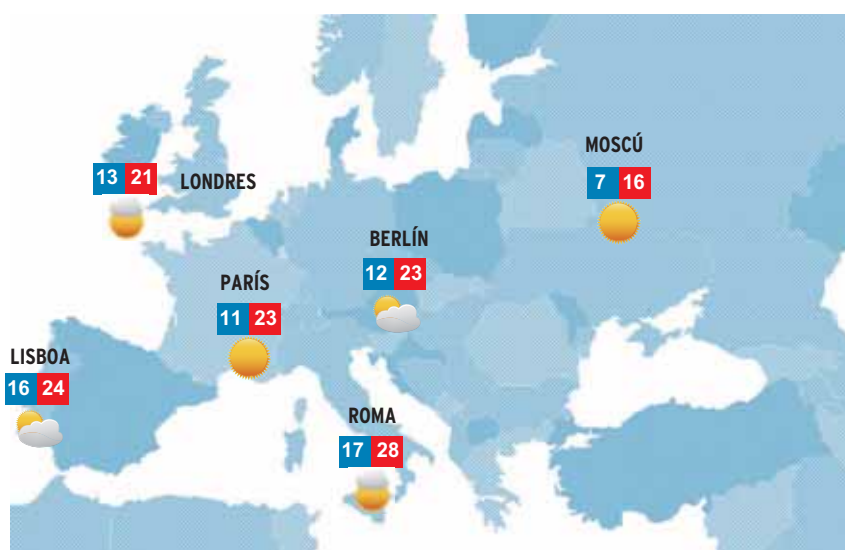 MOSCÚ
7 16
13 21
LONDRES
BERLÍN
12 23
PARÍS
11 23
LISBOA
16 24
ROMA
17 28